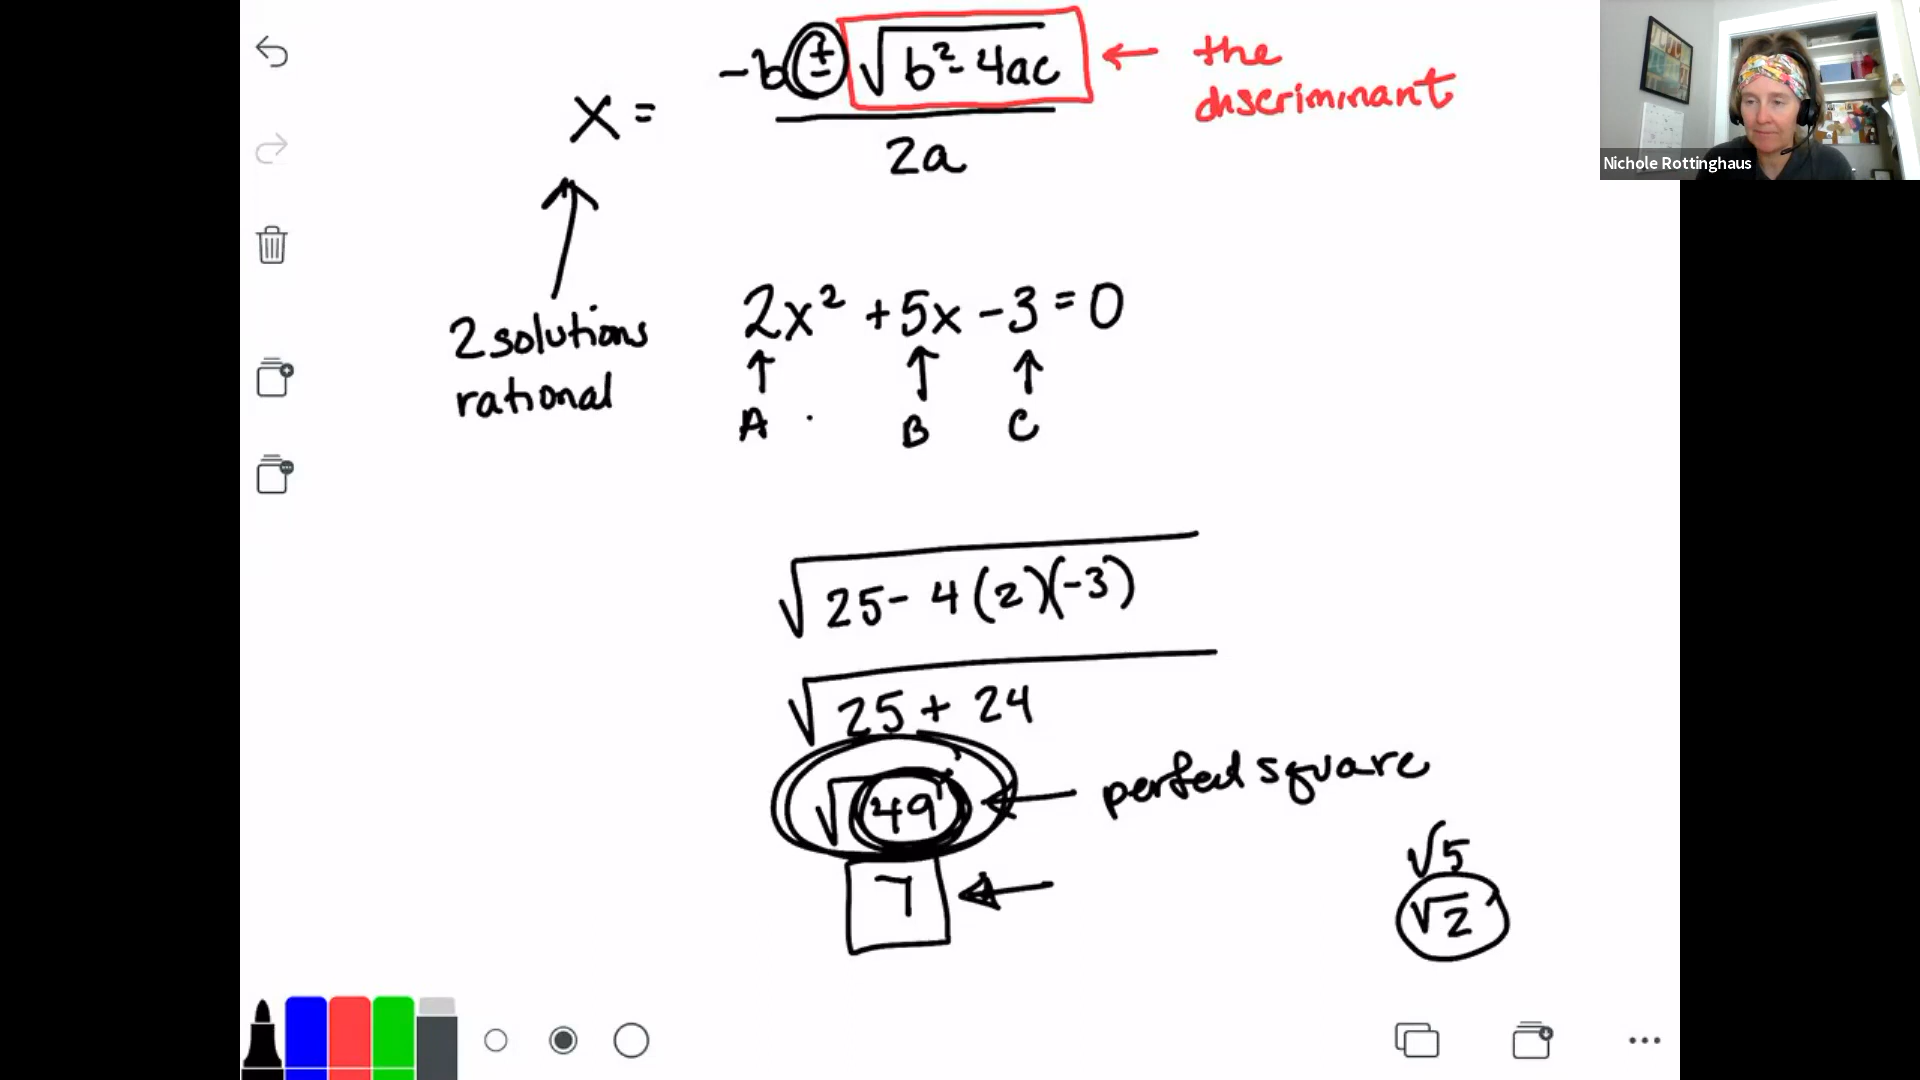 x = -b ± √b² - 4ac / 2a
← the discriminant
Nichole Rottinghaus
2 solutions
rational
2x² + 5x - 3 = 0
↑ ↑ ↑
A B C
√25 - 4(2)(-3)
√25 + 24
√49 ← perfect square
7 ←
√5
√2